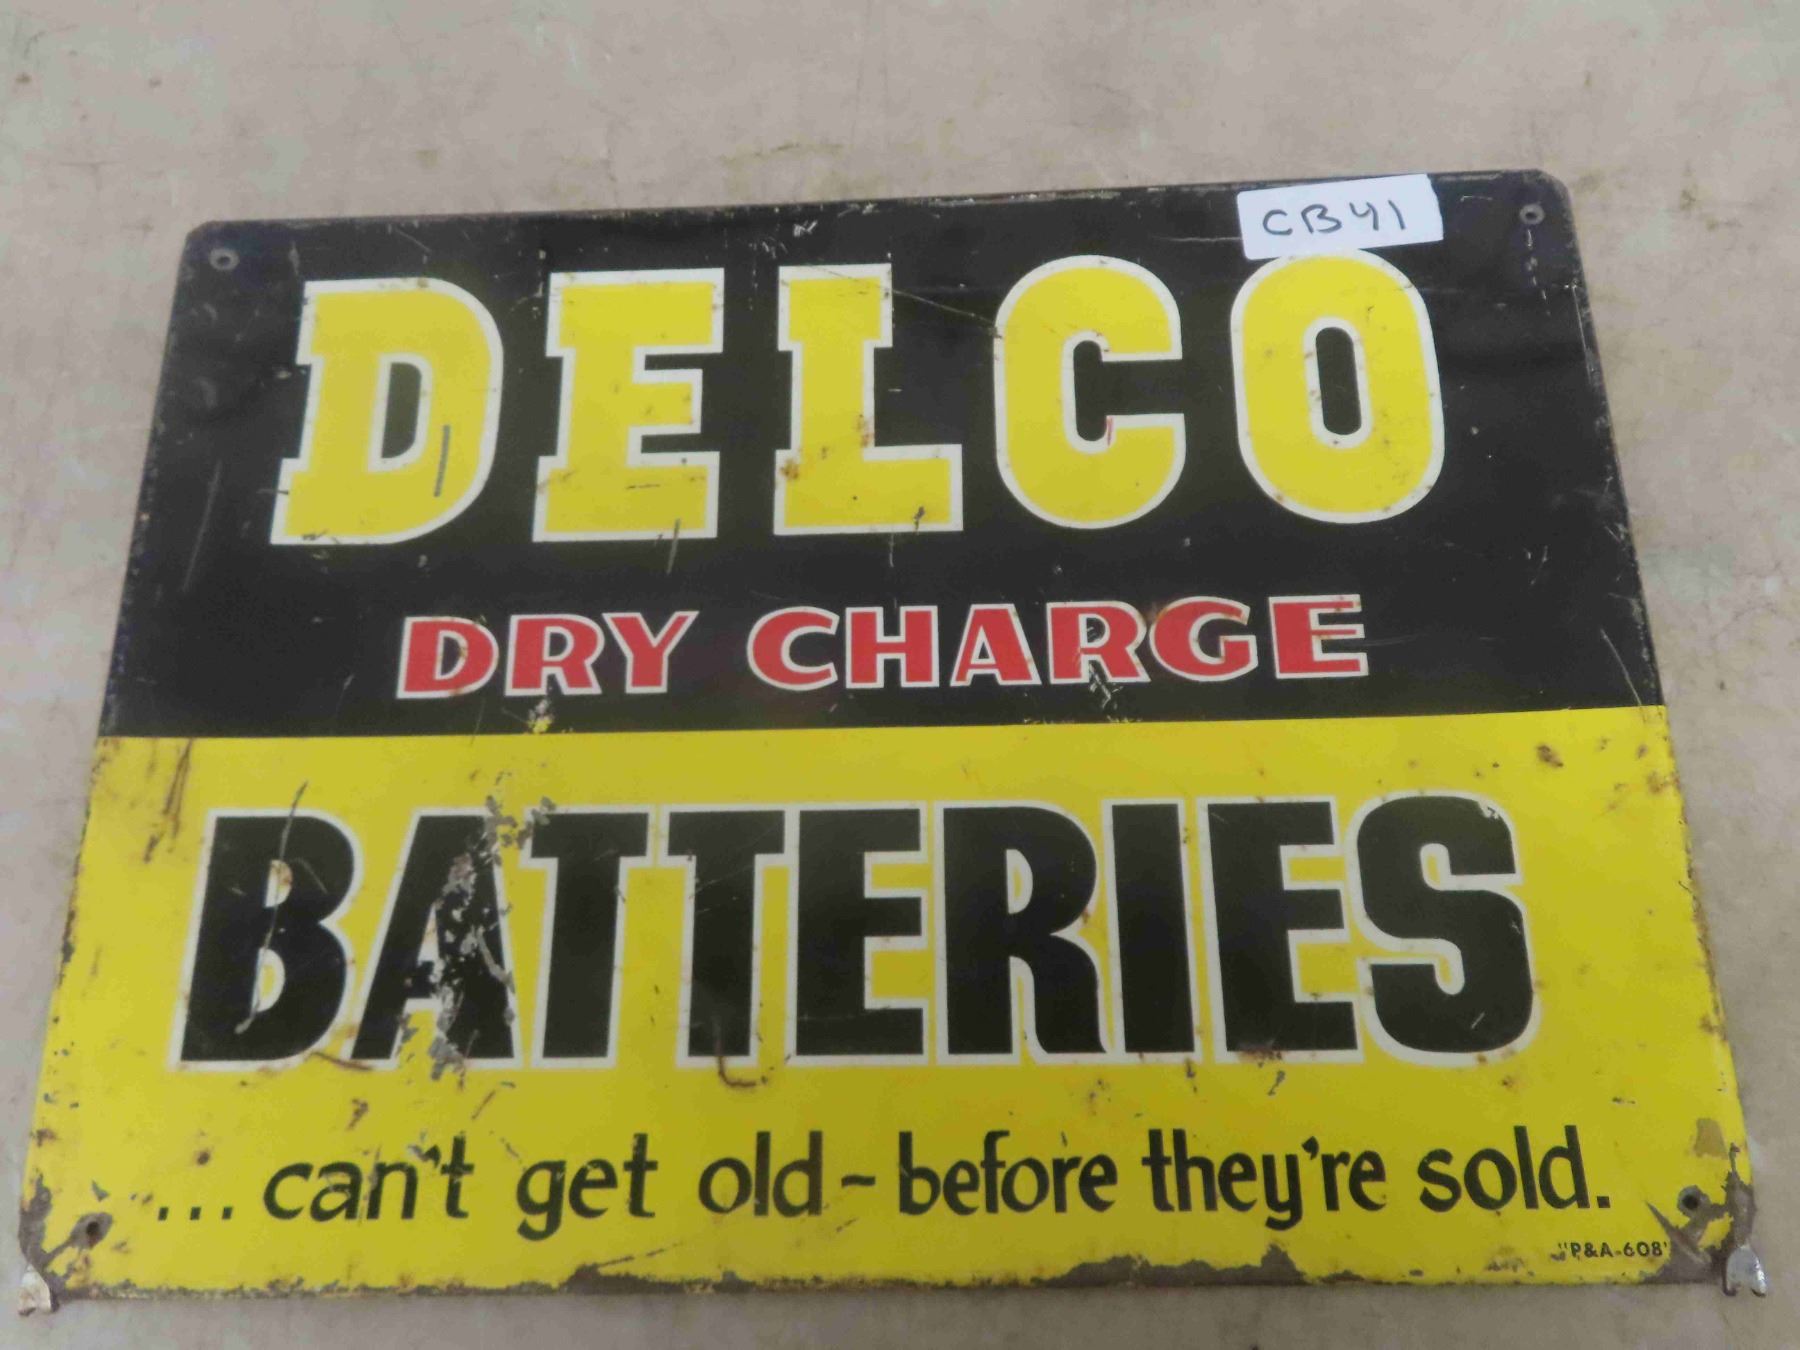 CB41
DELCO
DRY CHARGE
BATTERIES
...can't get old~before they're sold.
"P&A-608"